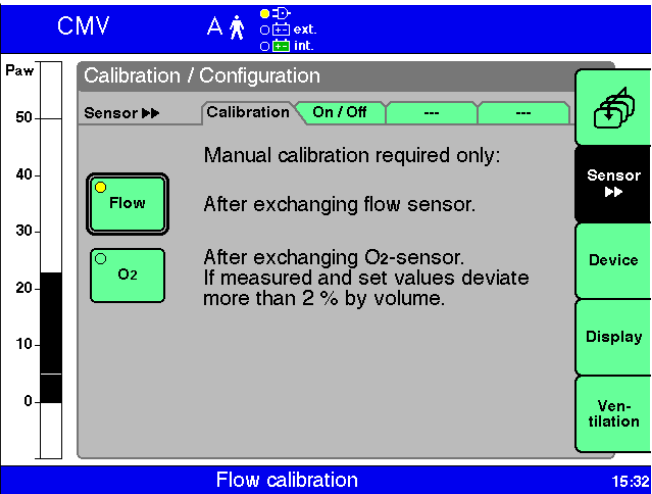 CMV
A
ext.
int.
Paw
50
40
30
20
10
0
Calibration / Configuration
Sensor ▶▶
Calibration
On / Off
---
---
Manual calibration required only:
Flow
After exchanging flow sensor.
O2
After exchanging O2-sensor.
If measured and set values deviate
more than 2 % by volume.
Sensor
▶▶
Device
Display
Ven-
tilation
Flow calibration
15:32